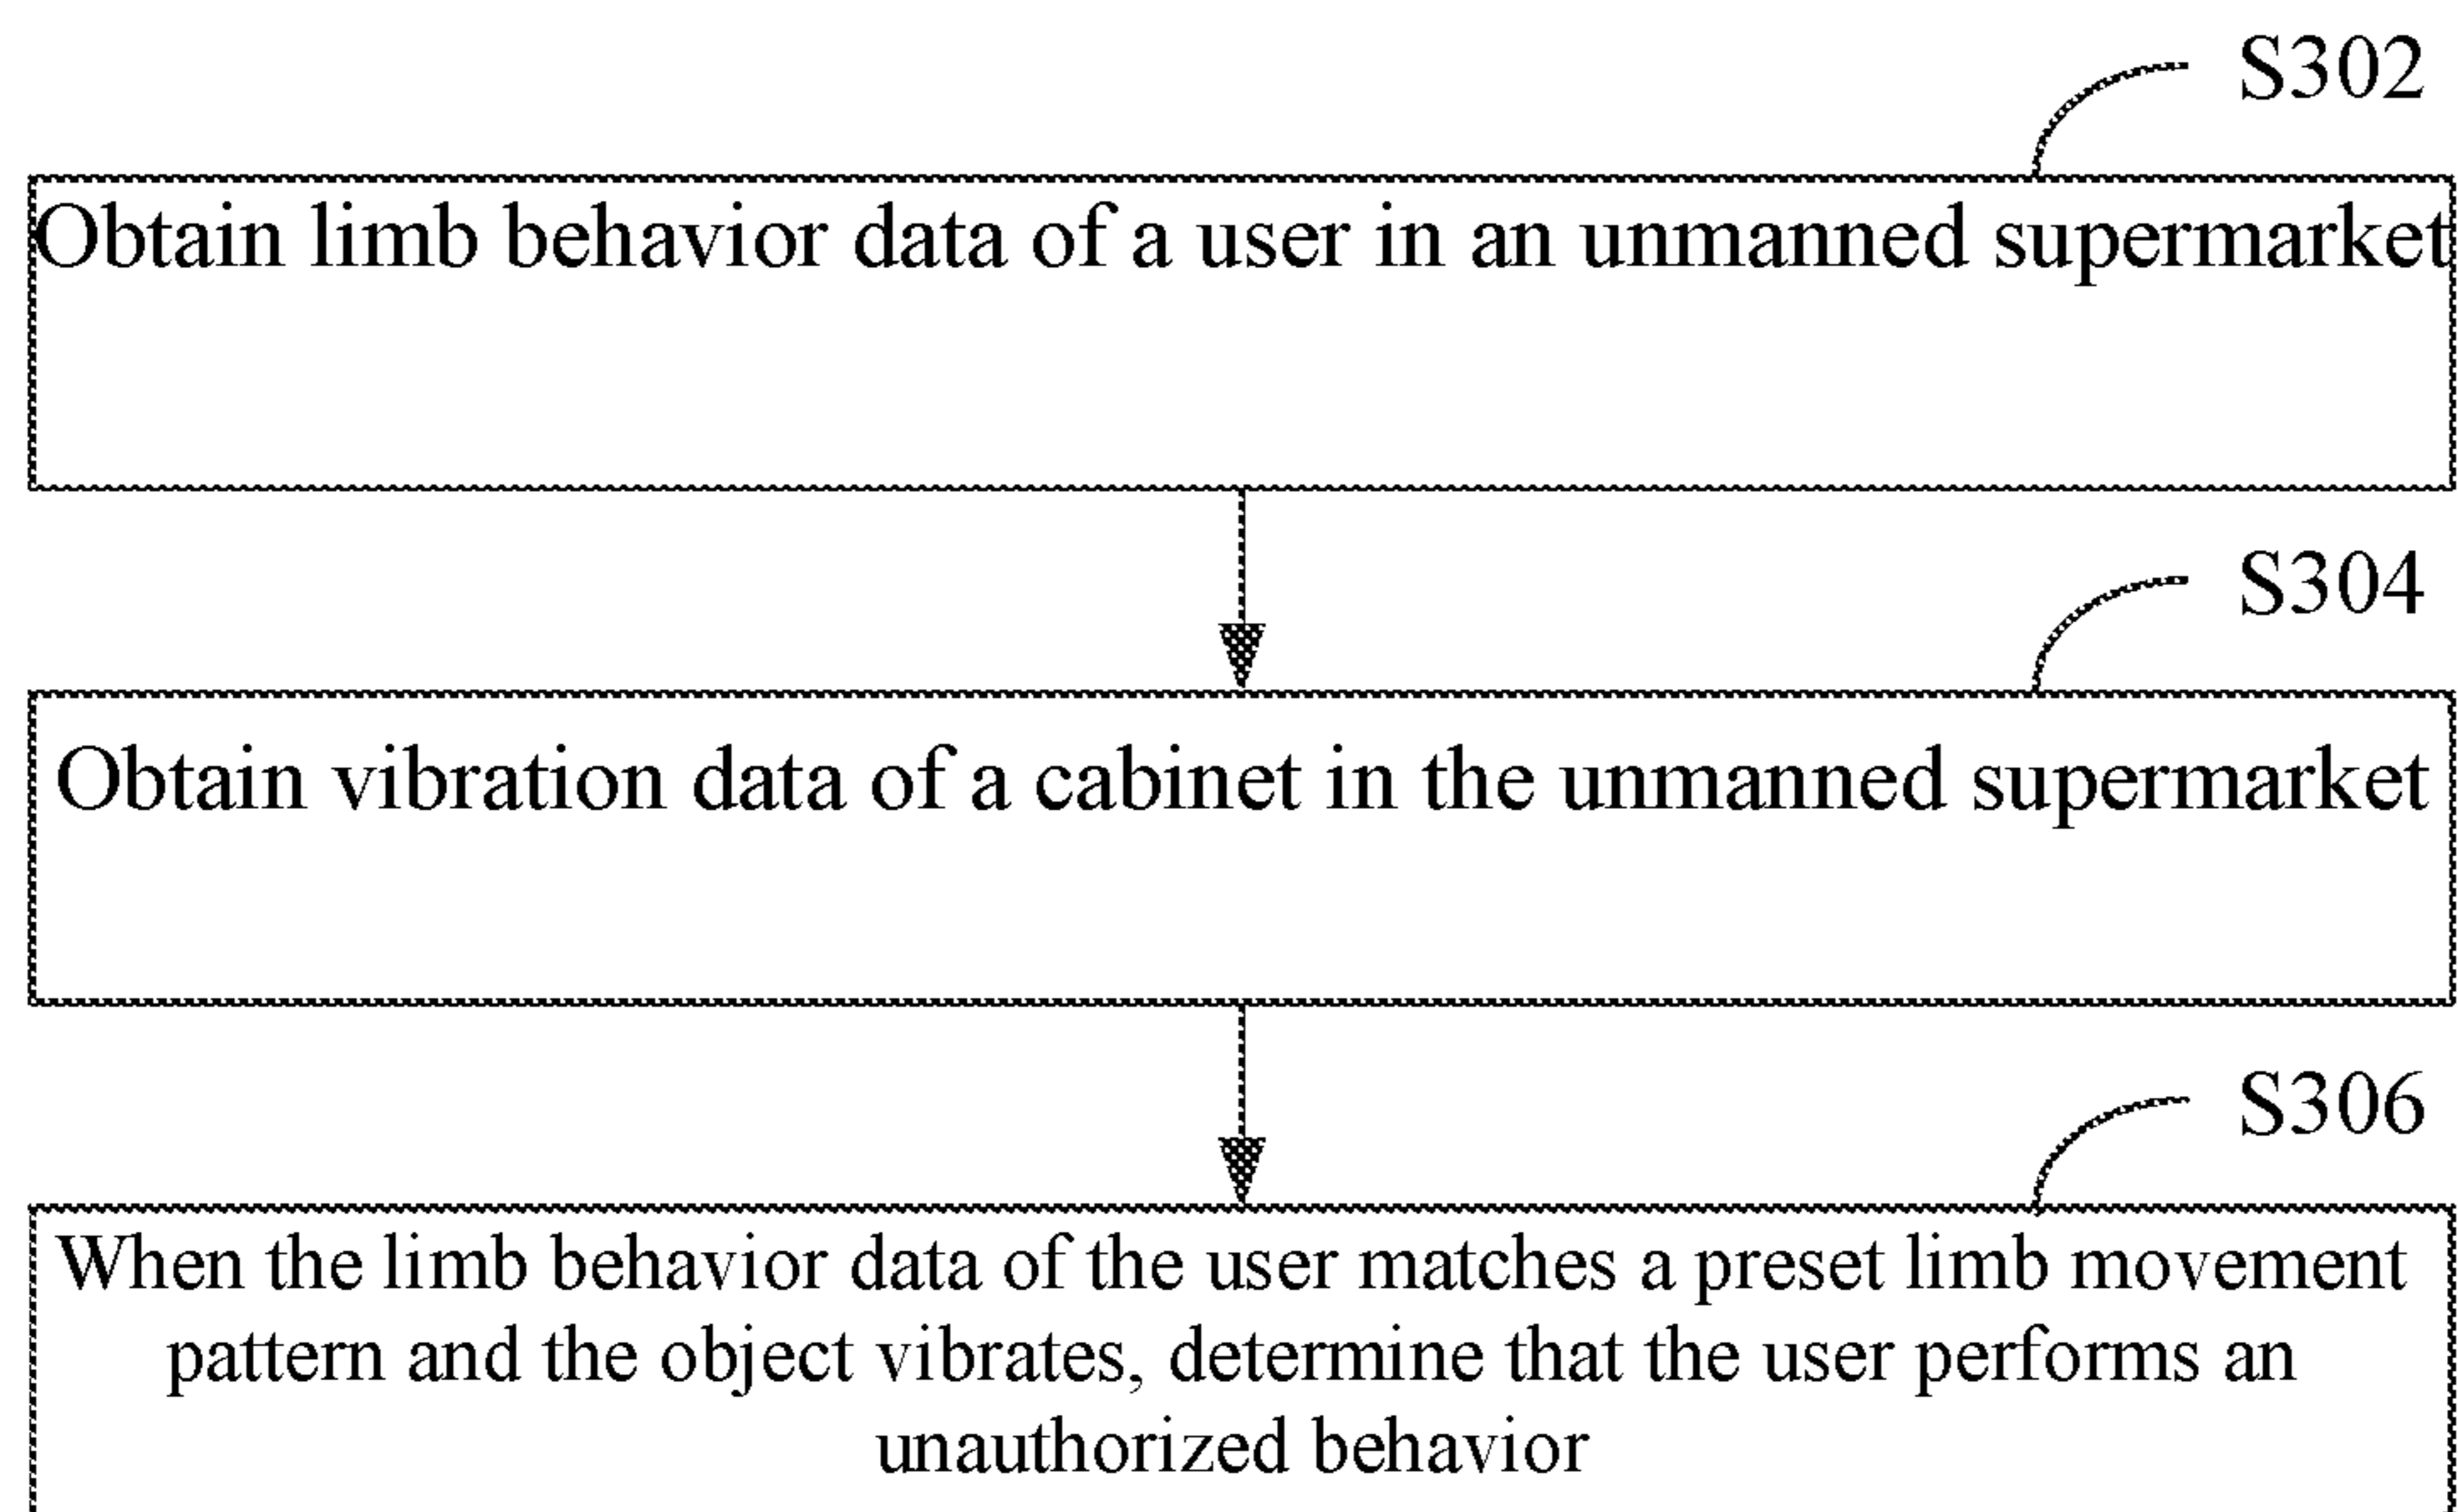 S302
Obtain limb behavior data of a user in an unmanned supermarket
S304
Obtain vibration data of a cabinet in the unmanned supermarket
S306
When the limb behavior data of the user matches a preset limb movement
pattern and the object vibrates, determine that the user performs an
unauthorized behavior